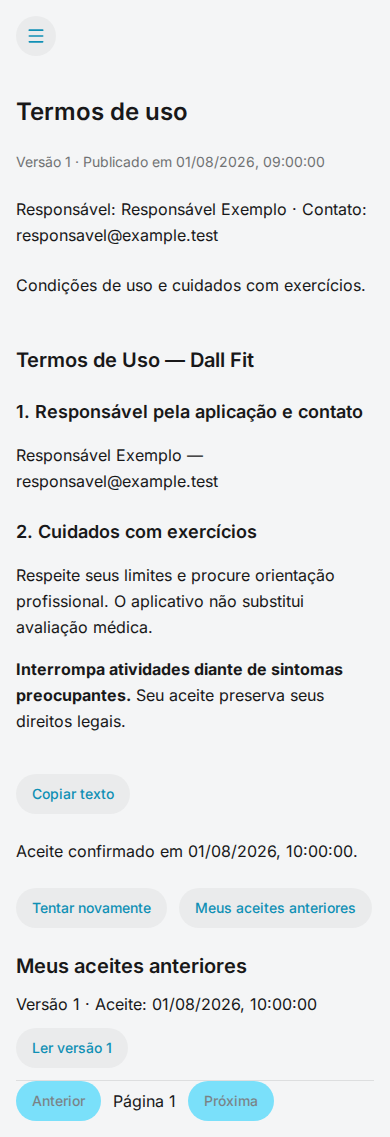 Termos de uso
Versão 1 · Publicado em 01/08/2026, 09:00:00
Responsável: Responsável Exemplo · Contato:
responsavel@example.test
Condições de uso e cuidados com exercícios.
Termos de Uso — Dall Fit
1. Responsável pela aplicação e contato
Responsável Exemplo —
responsavel@example.test
2. Cuidados com exercícios
Respeite seus limites e procure orientação
profissional. O aplicativo não substitui
avaliação médica.
Interrompa atividades diante de sintomas
preocupantes. Seu aceite preserva seus
direitos legais.
Copiar texto
Aceite confirmado em 01/08/2026, 10:00:00.
Tentar novamente Meus aceites anteriores
Meus aceites anteriores
Versão 1 · Aceite: 01/08/2026, 10:00:00
Ler versão 1
Anterior Página 1 Próxima